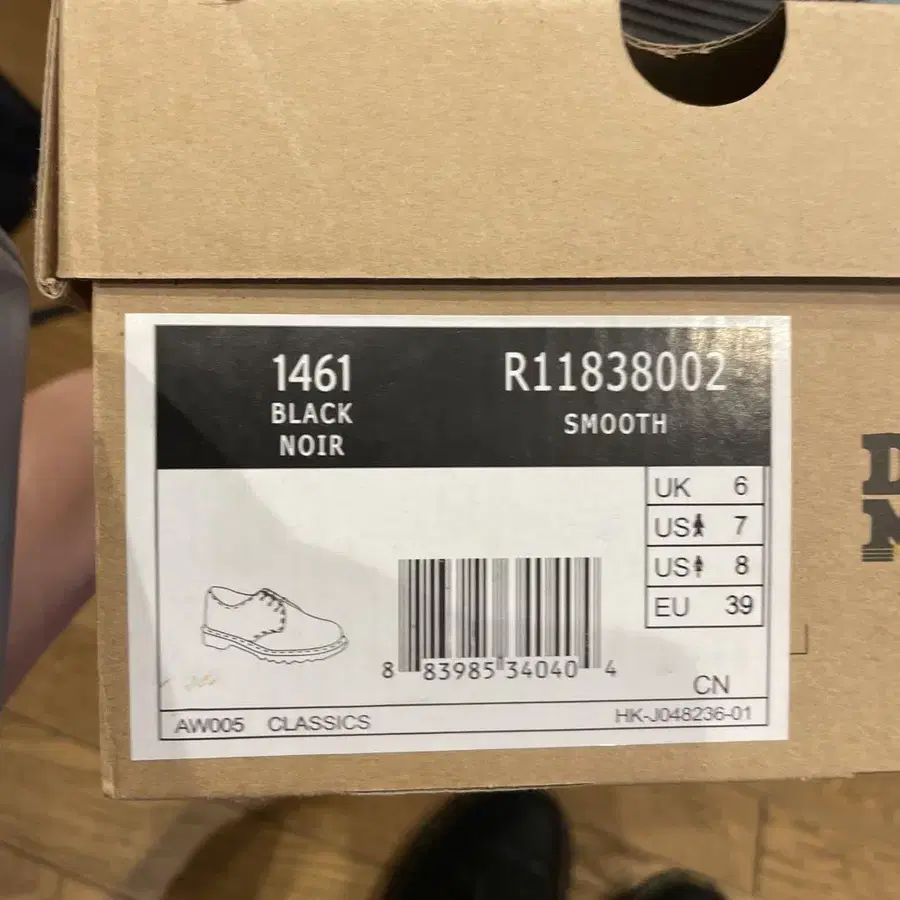 1461
BLACK
NOIR
R11838002
SMOOTH
UK 6
US 7
US 8
EU 39
8 83985 34040 4
CN
AW005 CLASSICS
HK-J048236-01
D
M